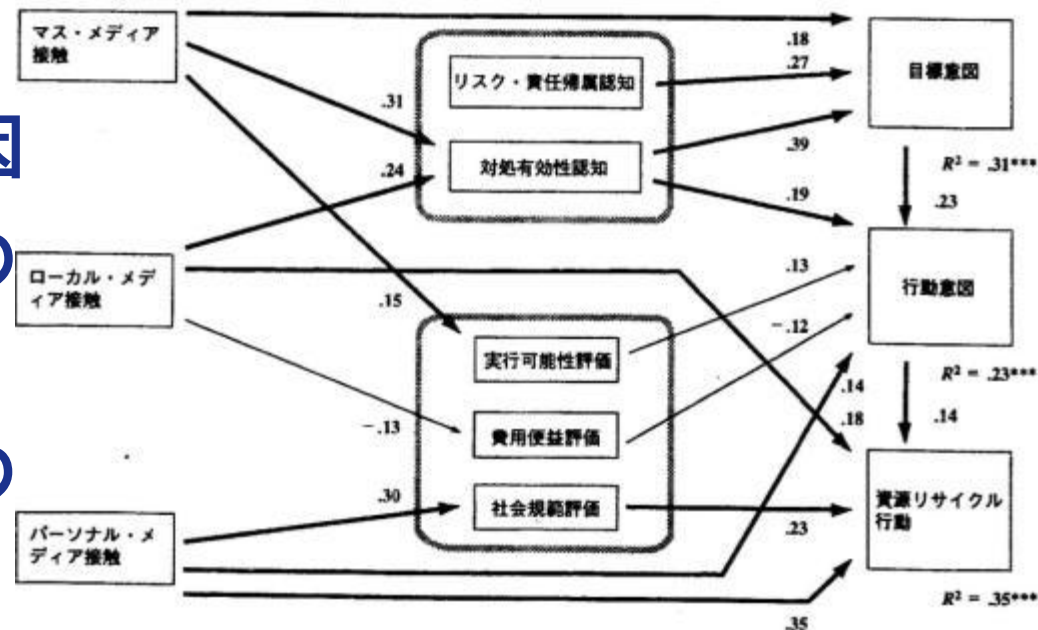 マス・メディア
接触
リスク・責任帰属認知
対処有効性認知
目標意図
.18
.27
.31
.39
.24
.19
R² = .31***
.23
因
の
ローカル・メデ
ィア接触
.15
.13
−.12
行動意図
実行可能性評価
R² = .23***
.14
.18
.14
−.13
費用便益評価
の
.30
社会規範評価
.23
資源リサイクル
行動
パーソナル・メ
ディア接触
.35
R² = .35***